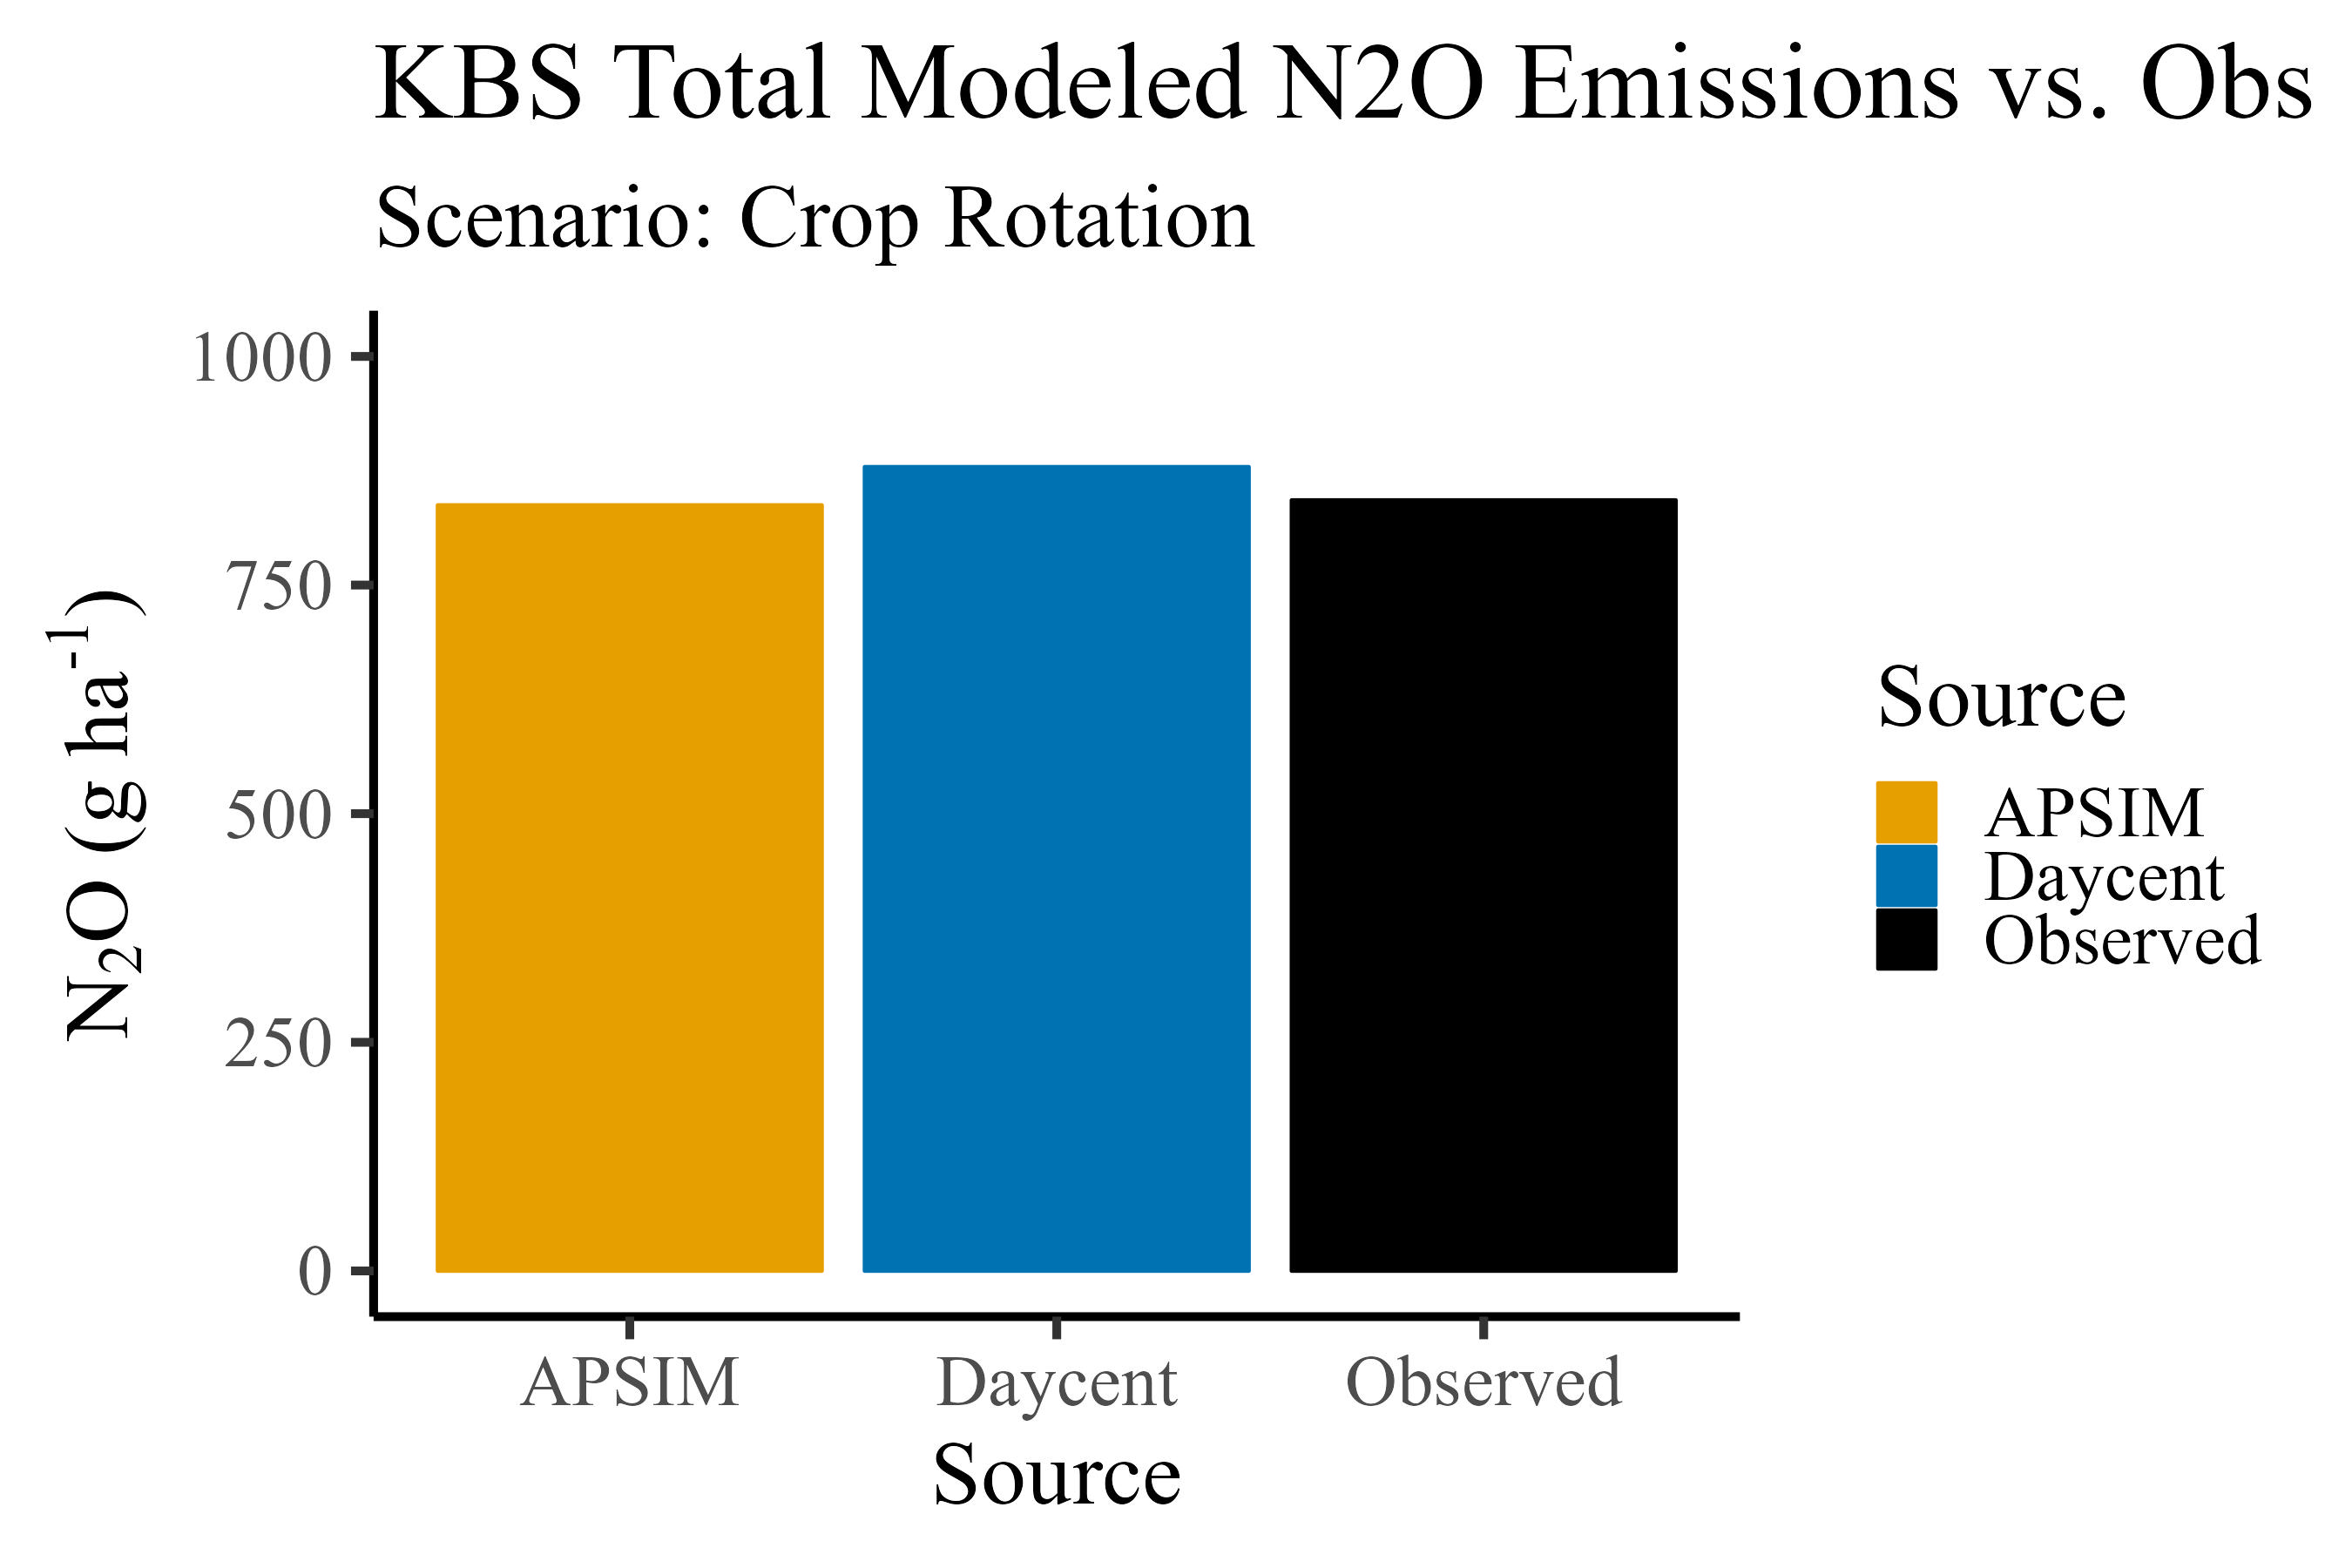 KBS Total Modeled N2O Emissions vs. Obs
Scenario: Crop Rotation
1000
750
500
250
0
N₂O (g ha⁻¹)
APSIM
Daycent
Observed
Source
Source
APSIM
Daycent
Observed